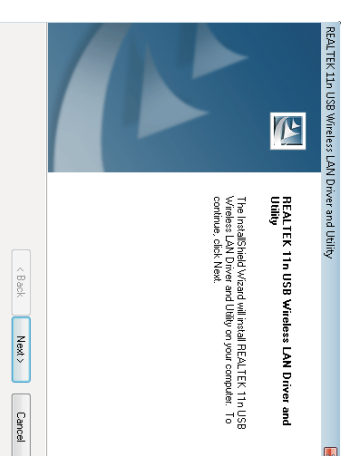 REALTEK 11n USB Wireless LAN Driver and Utility
REALTEK 11n USB Wireless LAN Driver and
Utility
The InstallShield Wizard will install REALTEK 11n USB
Wireless LAN Driver and Utility on your computer. To
continue, click Next.
< Back
Next >
Cancel